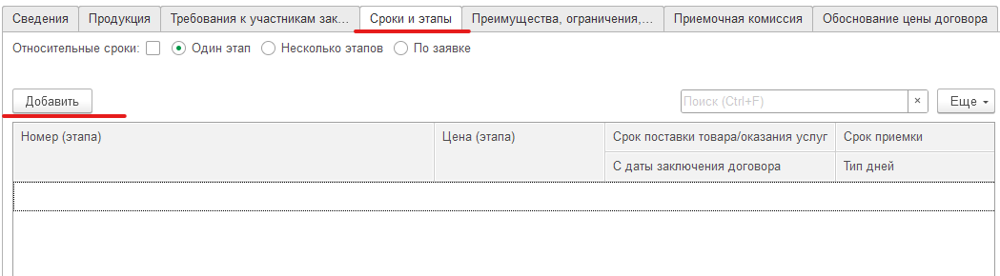 Сведения Продукция Требования к участникам зак... Сроки и этапы Преимущества, ограничения,... Приемочная комиссия Обоснование цены договора
Относительные сроки: Один этап Несколько этапов По заявке
Добавить Поиск (Ctrl+F) × Еще
Номер (этапа) Цена (этапа) Срок поставки товара/оказания услуг Срок приемки
С даты заключения договора Тип дней